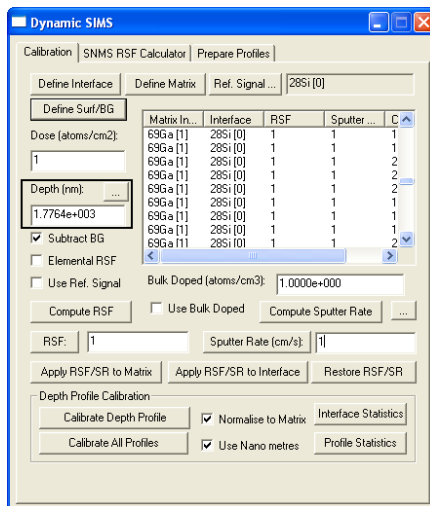 Dynamic SIMS
Calibration SNMS RSF Calculator Prepare Profiles
Define Interface Define Matrix Ref. Signal ... 28Si [0]
Define Surf/BG
Dose (atoms/cm2):
1
Depth (nm): ...
1.7764e+003
Subtract BG
Elemental RSF
Use Ref. Signal
Matrix In... Interface RSF Sputter ... C
69Ga [1] 28Si [0] 1 1 1
69Ga [1] 28Si [0] 1 1 1
69Ga [1] 28Si [0] 1 1 2
69Ga [1] 28Si [0] 1 1 2
69Ga [1] 28Si [0] 1 1 1
69Ga [1] 28Si [0] 1 1 1
69Ga [1] 28Si [0] 1 1 1
69Ga [1] 28Si [0] 1 1 2
69Ga [1] 28Si [0] 1 1 2
Bulk Doped (atoms/cm3): 1.0000e+000
Compute RSF Use Bulk Doped Compute Sputter Rate ...
RSF: 1 Sputter Rate (cm/s): 1
Apply RSF/SR to Matrix Apply RSF/SR to Interface Restore RSF/SR
Depth Profile Calibration
Calibrate Depth Profile Normalise to Matrix Interface Statistics
Calibrate All Profiles Use Nano metres Profile Statistics